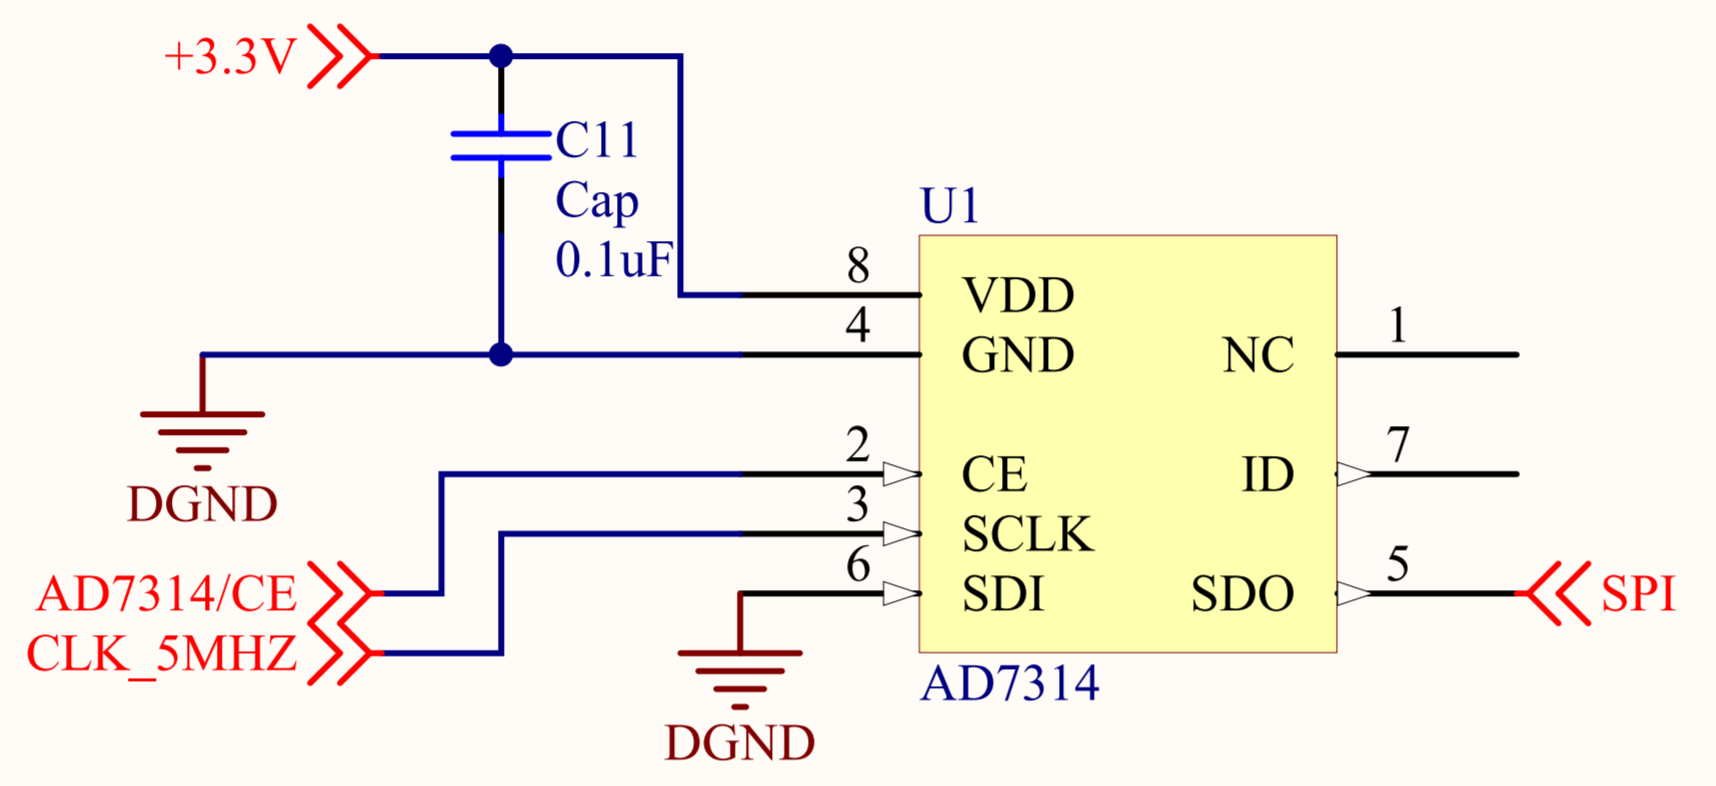 +3.3V
C11
Cap
0.1uF
U1
8
VDD
4
GND
NC
1
DGND
2
CE
ID
7
3
SCLK
AD7314/CE
6
SDI
SDO
5
SPI
CLK_5MHZ
AD7314
DGND